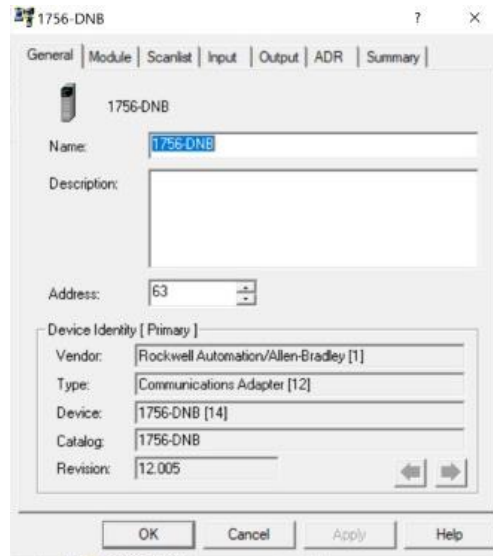 1756-DNB
? ×
General Module Scanlist Input Output ADR Summary
1756-DNB
Name: 1756-DNB
Description:
Address: 63
Device Identity [ Primary ]
Vendor: Rockwell Automation/Allen-Bradley [1]
Type: Communications Adapter [12]
Device: 1756-DNB [14]
Catalog: 1756-DNB
Revision: 12.005
OK Cancel Apply Help